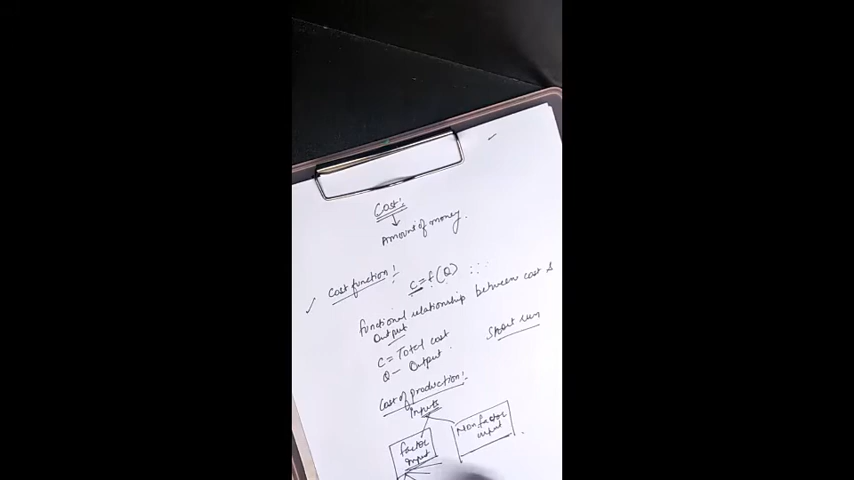 Cost:
Amount of money.
Cost function:
C = f(Q)
functional relationship between cost &
Output
C = Total cost
Q - Output.
Short run
Cost of production:
Inputs
Factor
input
Non factor
input